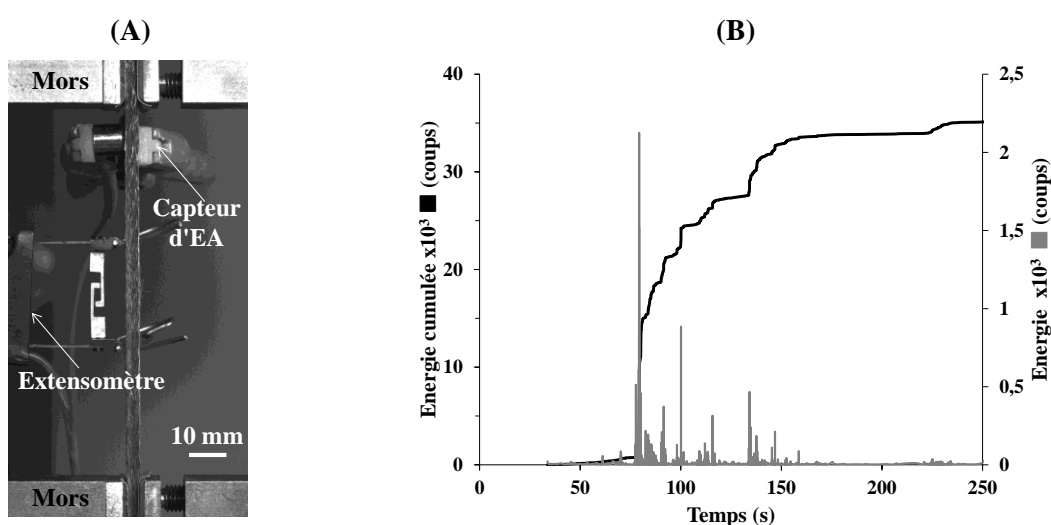 (A)
Mors
Capteur
d'EA
Extensomètre
10 mm
Mors
(B)
Energie cumulée x10³ ■ (coups)
40
30
20
10
0
0
50
100
150
200
250
Temps (s)
2,5
2
1,5
1
0,5
0
Energie x10³ ■ (coups)